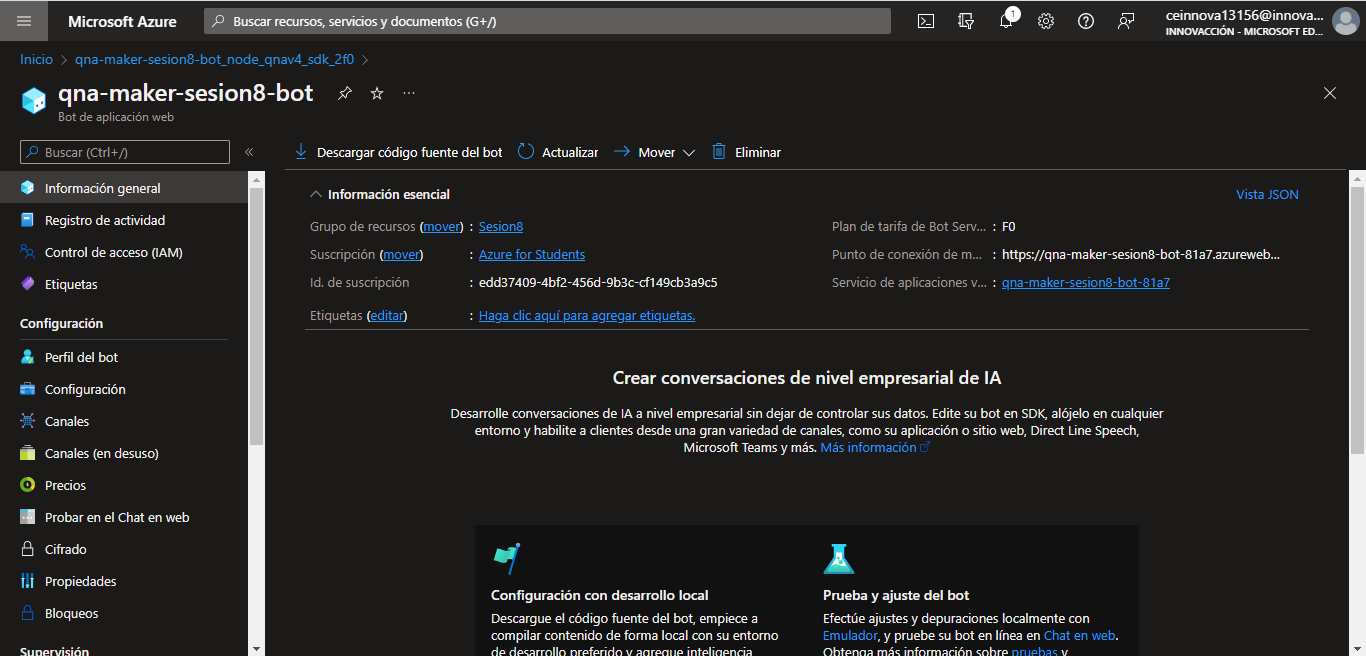 Microsoft Azure
Buscar recursos, servicios y documentos (G+/)
1
ceinnova13156@innova...
INNOVACCIÓN - MICROSOFT ED...
Inicio > qna-maker-sesion8-bot_node_qnav4_sdk_2f0 >
qna-maker-sesion8-bot
Bot de aplicación web
Buscar (Ctrl+/)
Información general
Registro de actividad
Control de acceso (IAM)
Etiquetas
Configuración
Perfil del bot
Configuración
Canales
Canales (en desuso)
Precios
Probar en el Chat en web
Cifrado
Propiedades
Bloqueos
Supervisión
Descargar código fuente del bot Actualizar Mover Eliminar
Información esencial
Vista JSON
Grupo de recursos (mover) : Sesion8
Suscripción (mover) : Azure for Students
Id. de suscripción : edd37409-4bf2-456d-9b3c-cf149cb3a9c5
Etiquetas (editar) : Haga clic aquí para agregar etiquetas.
Plan de tarifa de Bot Serv... : F0
Punto de conexión de m... : https://qna-maker-sesion8-bot-81a7.azureweb...
Servicio de aplicaciones v... : qna-maker-sesion8-bot-81a7
Crear conversaciones de nivel empresarial de IA
Desarrolle conversaciones de IA a nivel empresarial sin dejar de controlar sus datos. Edite su bot en SDK, alójelo en cualquier
entorno y habilite a clientes desde una gran variedad de canales, como su aplicación o sitio web, Direct Line Speech,
Microsoft Teams y más. Más información
Configuración con desarrollo local
Descargue el código fuente del bot, empiece a
compilar contenido de forma local con su entorno
de desarrollo preferido y agregue inteligencia
Prueba y ajuste del bot
Efectúe ajustes y depuraciones localmente con
Emulador, y pruebe su bot en línea en Chat en web.
Obtenga más información sobre pruebas y